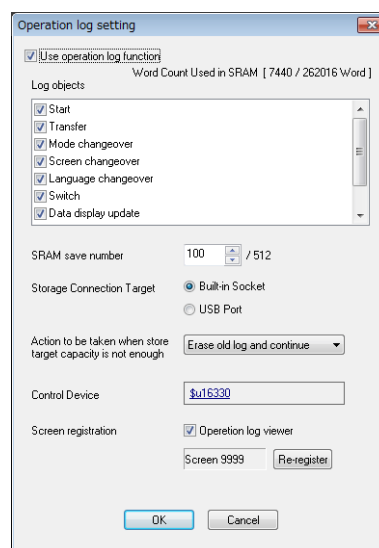 Operation log setting
Use operation log function
Word Count Used in SRAM [ 7440 / 262016 Word ]
Log objects
Start
Transfer
Mode changeover
Screen changeover
Language changeover
Switch
Data display update
SRAM save number
100
/ 512
Storage Connection Target
Built-in Socket
USB Port
Action to be taken when store
target capacity is not enough
Erase old log and continue
Control Device
$u16330
Screen registration
Operetion log viewer
Screen 9999
Re-register
OK
Cancel